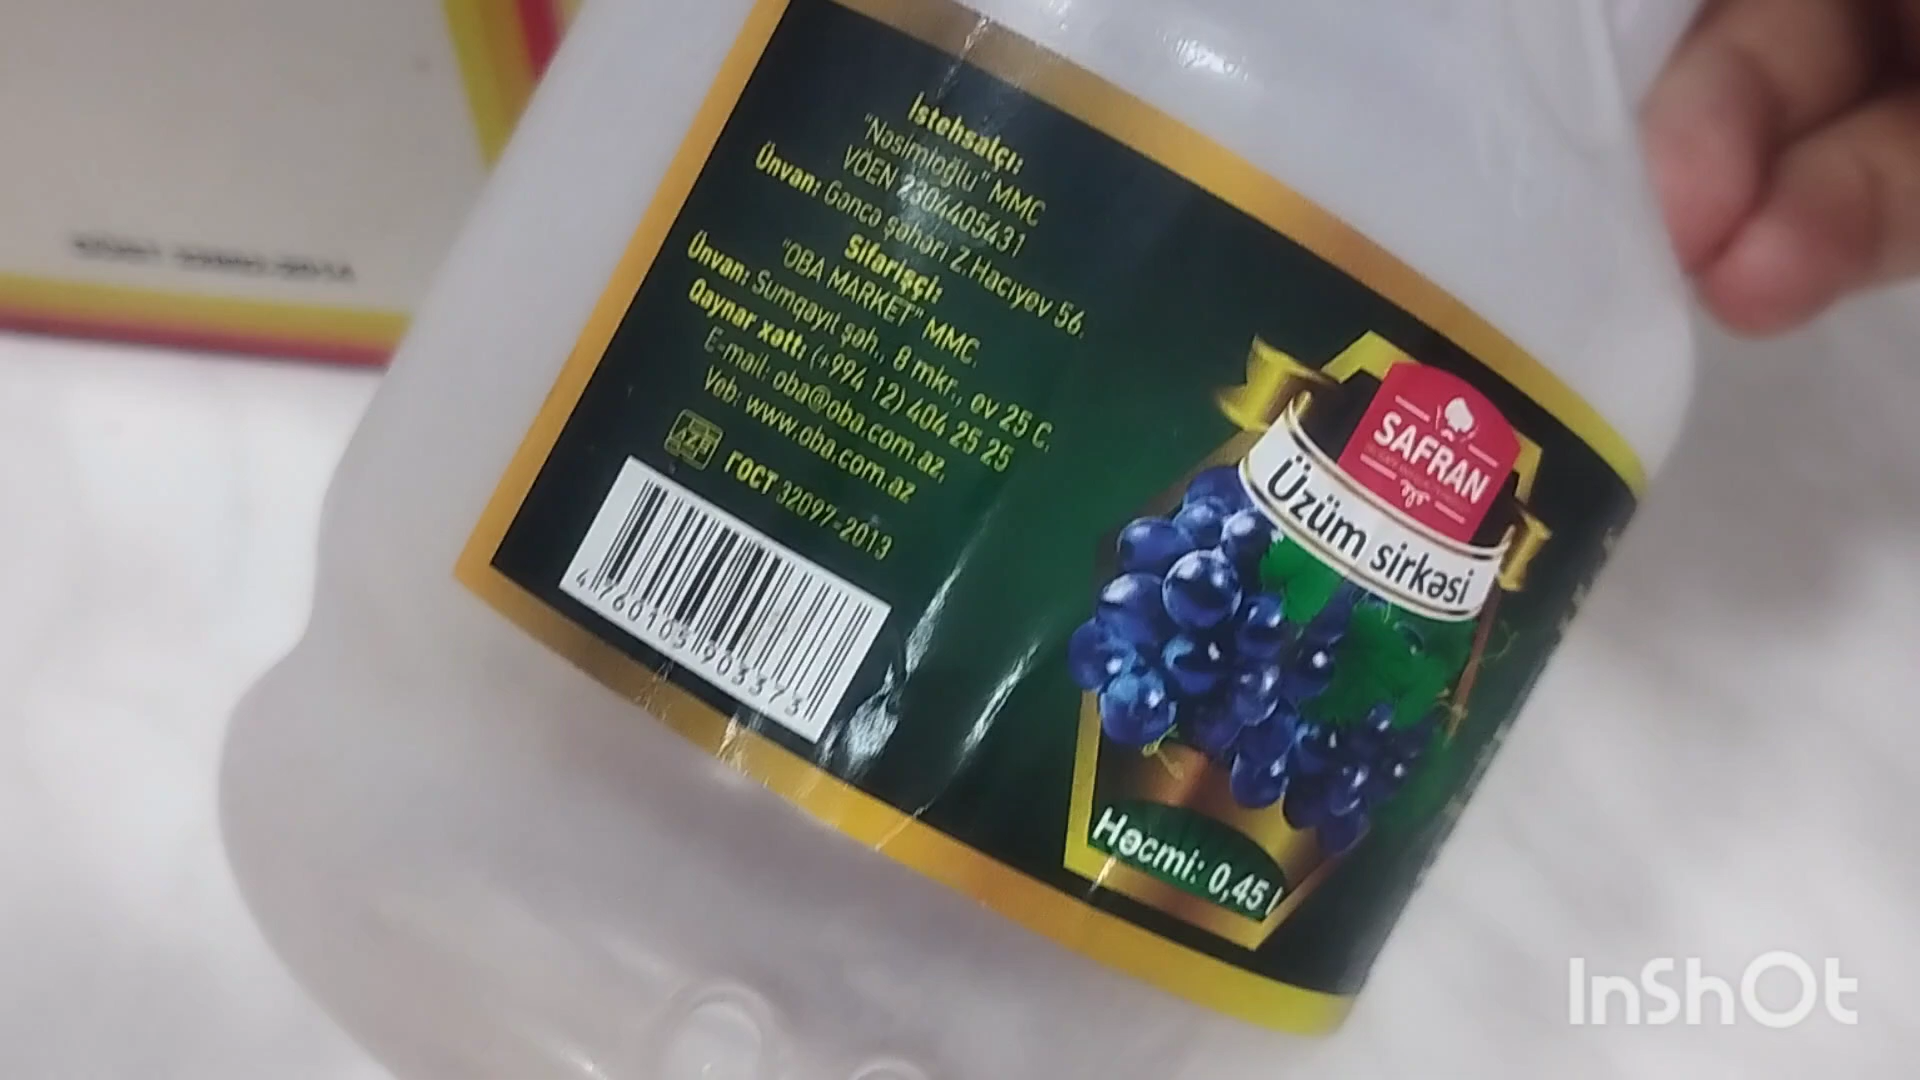 İstehsalçı:
"Nəsimioğlu" MMC
VÖEN 2304405431
Ünvan: Gəncə şəhəri Z.Hacıyev 56.
Sifarişçi:
"OBA MARKET" MMC.
Ünvan: Sumqayıt şəh., 8 mkr., ev 25 C.
Qaynar xətt: (+994 12) 404 25 25
E-mail: oba@oba.com.az,
Veb: www.oba.com.az
ГОСТ 32097-2013
4760105903373
SAFRAN
Üzüm sirkəsi
Həcmi: 0,45 l
InShOt